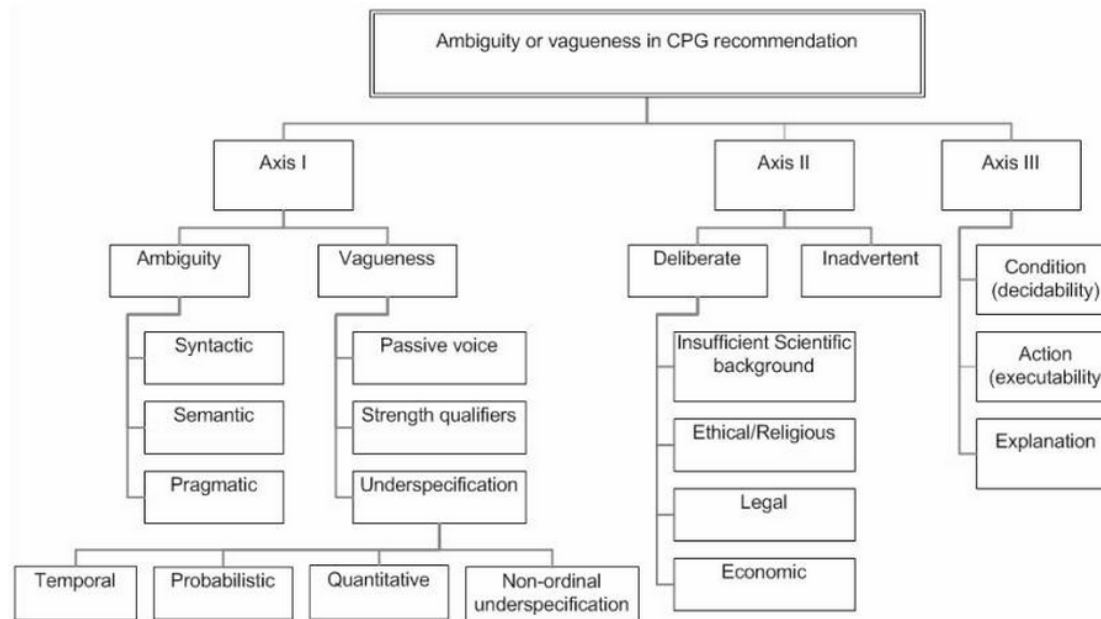 Ambiguity or vagueness in CPG recommendation
Axis I
Axis II
Axis III
Ambiguity
Vagueness
Deliberate
Inadvertent
Syntactic
Semantic
Pragmatic
Passive voice
Strength qualifiers
Underspecification
Temporal
Probabilistic
Quantitative
Non-ordinal
underspecification
Insufficient Scientific
background
Ethical/Religious
Legal
Economic
Condition
(decidability)
Action
(executability
Explanation